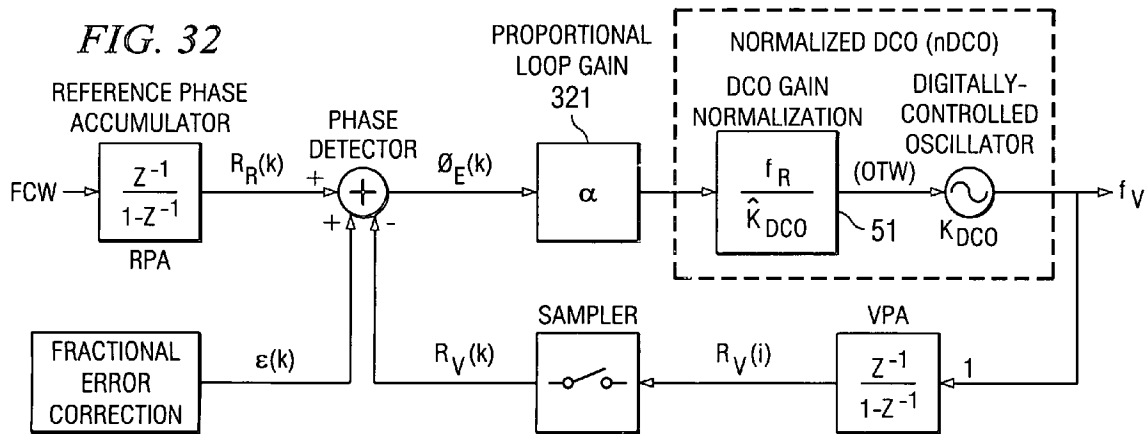 FIG. 32
REFERENCE PHASE
ACCUMULATOR
FCW
Z⁻¹
1-Z⁻¹
RPA
R_R(k)
PHASE
DETECTOR
+
+
+
-
Ø_E(k)
PROPORTIONAL
LOOP GAIN
321
α
NORMALIZED DCO (nDCO)
DCO GAIN
NORMALIZATION
f_R
K̂_DCO
51
(OTW)
DIGITALLY-
CONTROLLED
OSCILLATOR
K_DCO
f_V
FRACTIONAL
ERROR
CORRECTION
ε(k)
R_V(k)
SAMPLER
R_V(i)
VPA
Z⁻¹
1-Z⁻¹
1